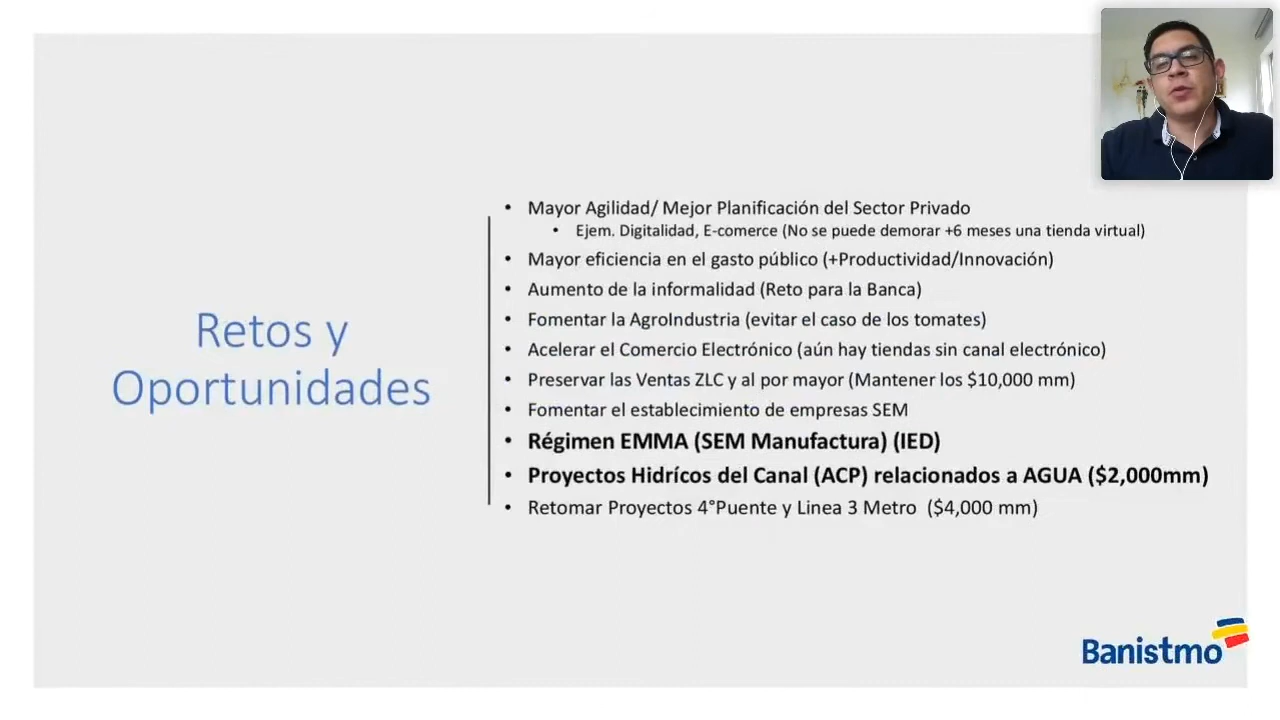 Retos y
Oportunidades
• Mayor Agilidad/ Mejor Planificación del Sector Privado
• Ejem. Digitalidad, E-comerce (No se puede demorar +6 meses una tienda virtual)
• Mayor eficiencia en el gasto público (+Productividad/Innovación)
• Aumento de la informalidad (Reto para la Banca)
• Fomentar la AgroIndustria (evitar el caso de los tomates)
• Acelerar el Comercio Electrónico (aún hay tiendas sin canal electrónico)
• Preservar las Ventas ZLC y al por mayor (Mantener los $10,000 mm)
• Fomentar el establecimiento de empresas SEM
• Régimen EMMA (SEM Manufactura) (IED)
• Proyectos Hidrícos del Canal (ACP) relacionados a AGUA ($2,000mm)
• Retomar Proyectos 4°Puente y Linea 3 Metro ($4,000 mm)
Banistmo